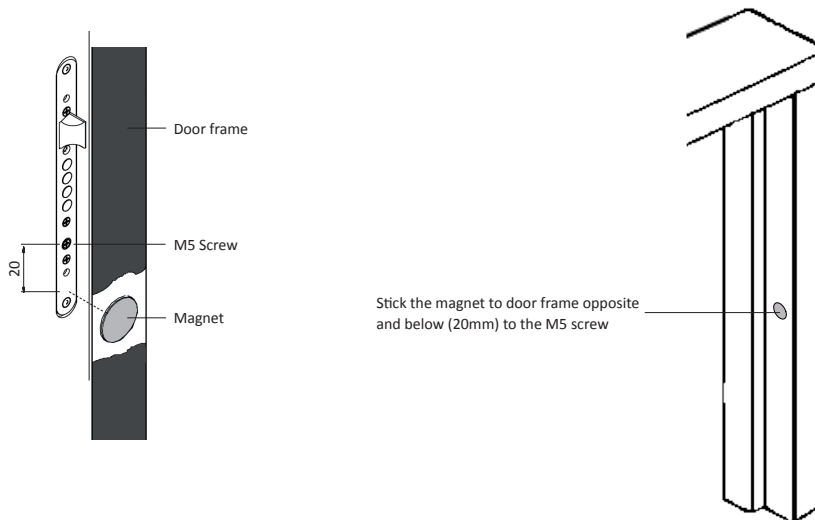 Door frame
M5 Screw
20
Magnet
Stick the magnet to door frame opposite
and below (20mm) to the M5 screw